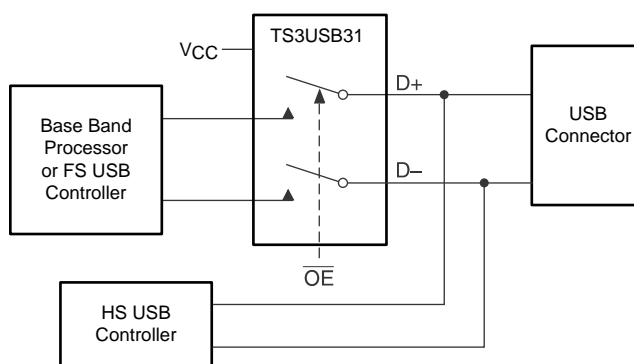 TS3USB31
VCC
D+
USB
Connector
Base Band
Processor
or FS USB
Controller
D–
OE
HS USB
Controller